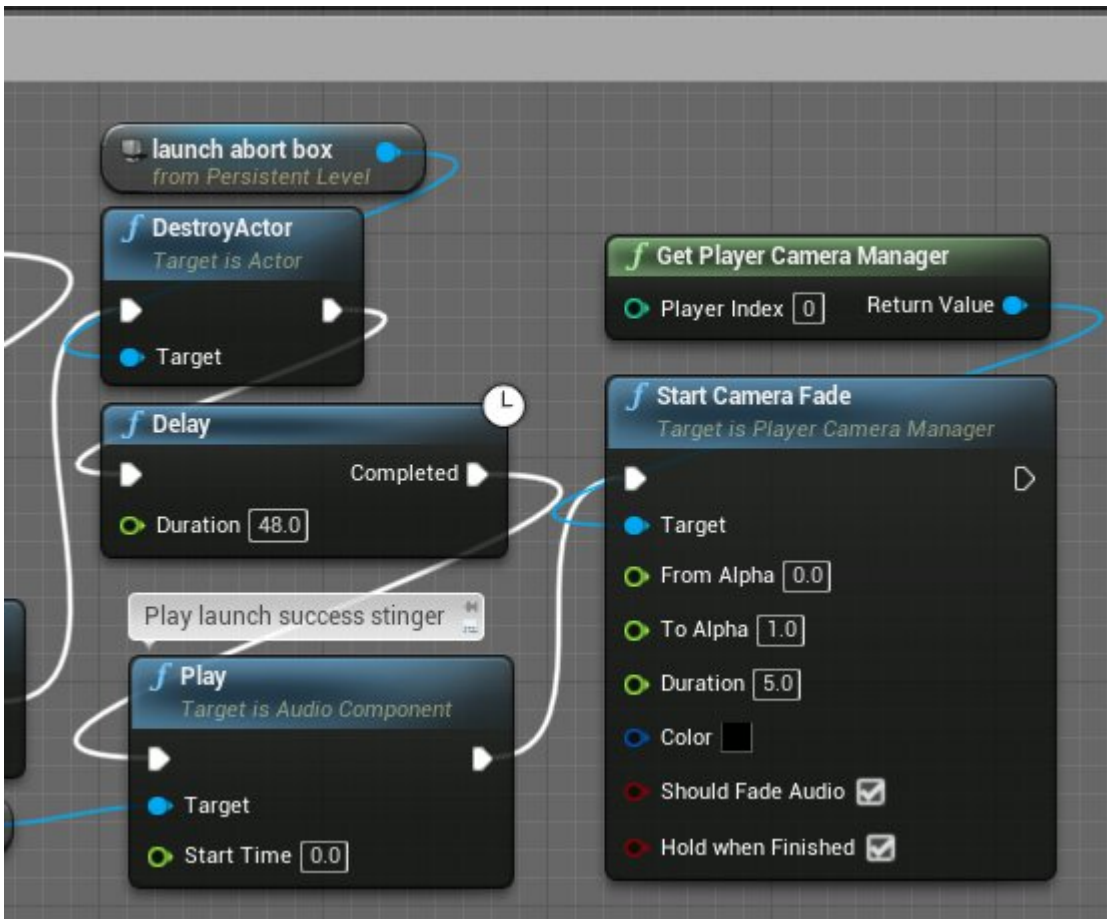 launch abort box
from Persistent Level
f DestroyActor
Target is Actor
Target
f Delay
Completed
Duration 48.0
Play launch success stinger
f Play
Target is Audio Component
Target
Start Time 0.0
f Get Player Camera Manager
Player Index 0 Return Value
f Start Camera Fade
Target is Player Camera Manager
Target
From Alpha 0.0
To Alpha 1.0
Duration 5.0
Color
Should Fade Audio
Hold when Finished